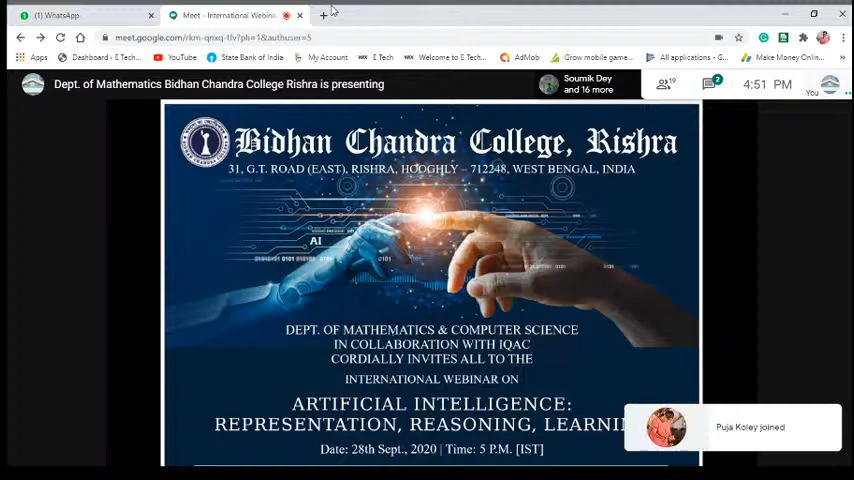 (1) WhatsApp
Meet – International Webina
meet.google.com/rkm-qnxq-tfv?pli=1&authuser=5
Apps
Dashboard - E Tech...
YouTube
State Bank of India
My Account
E Tech
Welcome to E Tech...
AdMob
Grow mobile game...
All applications - G...
Make Money Onlin...
Dept. of Mathematics Bidhan Chandra College Rishra is presenting
Soumik Dey
and 16 more
19
2
4:51 PM
You
Bidhan Chandra College, Rishra
31, G.T. ROAD (EAST), RISHRA, HOOGHLY – 712248, WEST BENGAL, INDIA
AI
101
0101
DEPT. OF MATHEMATICS & COMPUTER SCIENCE
IN COLLABORATION WITH IQAC
CORDIALLY INVITES ALL TO THE
INTERNATIONAL WEBINAR ON
ARTIFICIAL INTELLIGENCE:
REPRESENTATION, REASONING, LEARNIN
Date: 28th Sept., 2020 | Time: 5 P.M. [IST]
Puja Koley joined